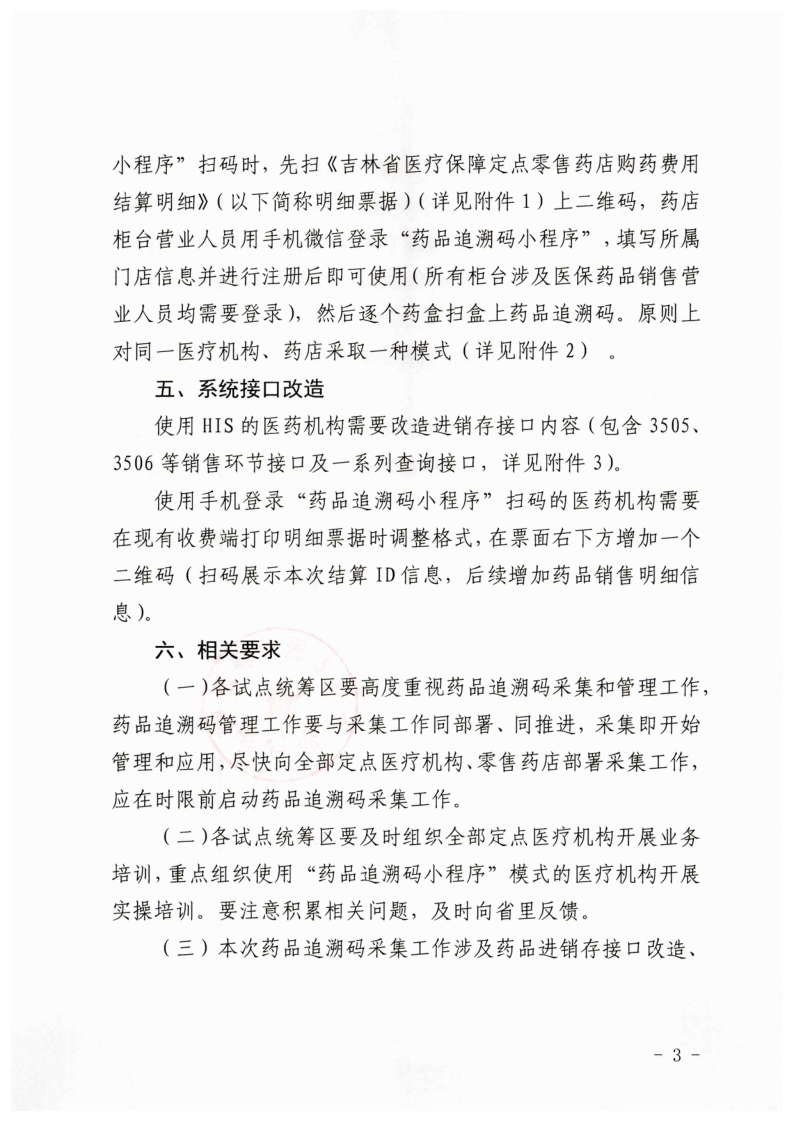 小程序”扫码时，先扫《吉林省医疗保障定点零售药店购药费用
结算明细》（以下简称明细票据）（详见附件1）上二维码，药店
柜台营业人员用手机微信登录“药品追溯码小程序”，填写所属
门店信息并进行注册后即可使用（所有柜台涉及医保药品销售营
业人员均需要登录），然后逐个药盒扫盒上药品追溯码。原则上
对同一医疗机构、药店采取一种模式（详见附件2）。
五、系统接口改造
使用HIS的医药机构需要改造进销存接口内容（包含3505、
3506等销售环节接口及一系列查询接口，详见附件3）。
使用手机登录“药品追溯码小程序”扫码的医药机构需要
在现有收费端打印明细票据时调整格式，在票面右下方增加一个
二维码（扫码展示本次结算ID信息，后续增加药品销售明细信
息）。
六、相关要求
（一）各试点统筹区要高度重视药品追溯码采集和管理工作，
药品追溯码管理工作要与采集工作同部署、同推进，采集即开始
管理和应用，尽快向全部定点医疗机构、零售药店部署采集工作，
应在时限前启动药品追溯码采集工作。
（二）各试点统筹区要及时组织全部定点医疗机构开展业务
培训，重点组织使用“药品追溯码小程序”模式的医疗机构开展
实操培训。要注意积累相关问题，及时向省里反馈。
（三）本次药品追溯码采集工作涉及药品进销存接口改造、
- 3 -